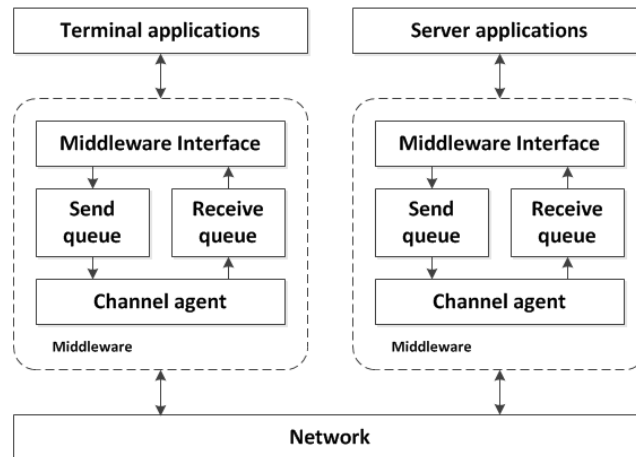 Terminal applications
Server applications
Middleware Interface
Send
queue
Receive
queue
Channel agent
Middleware
Middleware Interface
Send
queue
Receive
queue
Channel agent
Middleware
Network